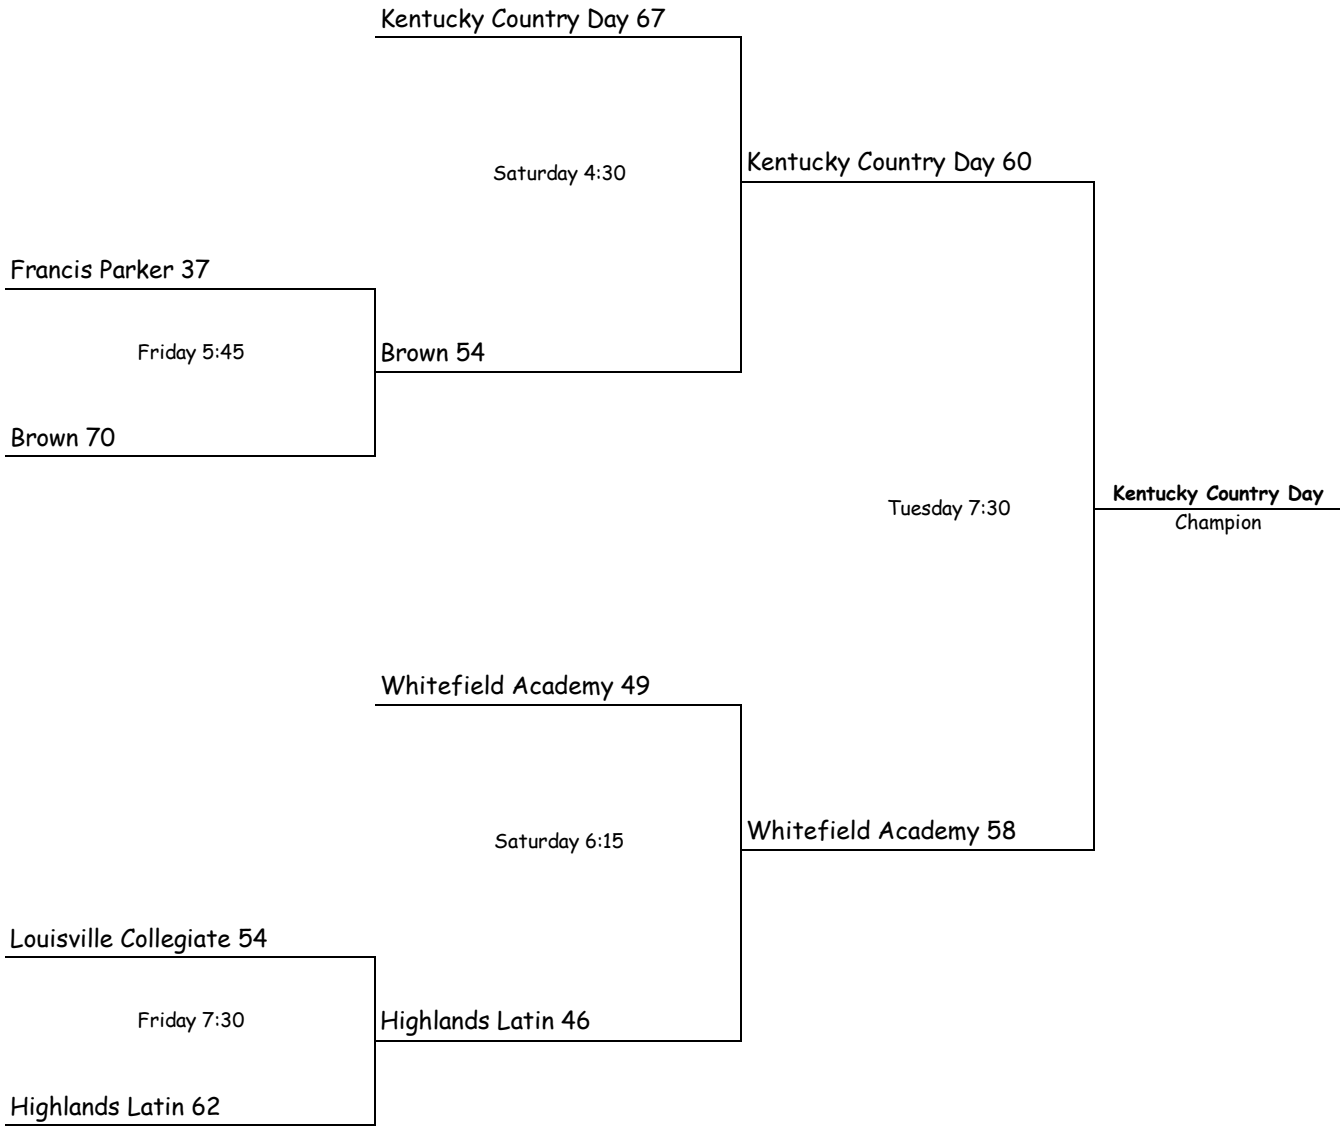 Kentucky Country Day 67
Saturday 4:30
Kentucky Country Day 60
Francis Parker 37
Friday 5:45
Brown 54
Brown 70
Kentucky Country Day
Tuesday 7:30
Champion
Whitefield Academy 49
Saturday 6:15
Whitefield Academy 58
Louisville Collegiate 54
Friday 7:30
Highlands Latin 46
Highlands Latin 62